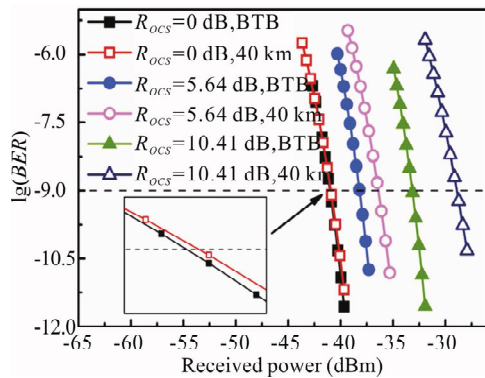 R_OCS=0 dB,BTB
R_OCS=0 dB,40 km
R_OCS=5.64 dB,BTB
R_OCS=5.64 dB,40 km
R_OCS=10.41 dB,BTB
R_OCS=10.41 dB,40 km
lg(BER)
-6.0
-7.5
-9.0
-10.5
-12.0
-65 -60 -55 -50 -45 -40 -35 -30 -25
Received power (dBm)